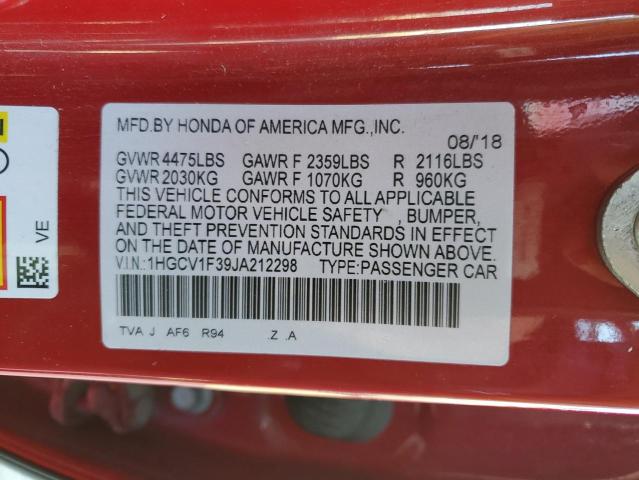 MFD.BY HONDA OF AMERICA MFG.,INC.
08/'18
GVWR 4475LBS GAWR F 2359LBS R 2116LBS
GVWR 2030KG GAWR F 1070KG R 960KG
THIS VEHICLE CONFORMS TO ALL APPLICABLE
FEDERAL MOTOR VEHICLE SAFETY , BUMPER,
AND THEFT PREVENTION STANDARDS IN EFFECT
ON THE DATE OF MANUFACTURE SHOWN ABOVE.
V.I.N.:1HGCV1F39JA212298 TYPE:PASSENGER CAR
TVA J AF6 R94 .Z .A
VE